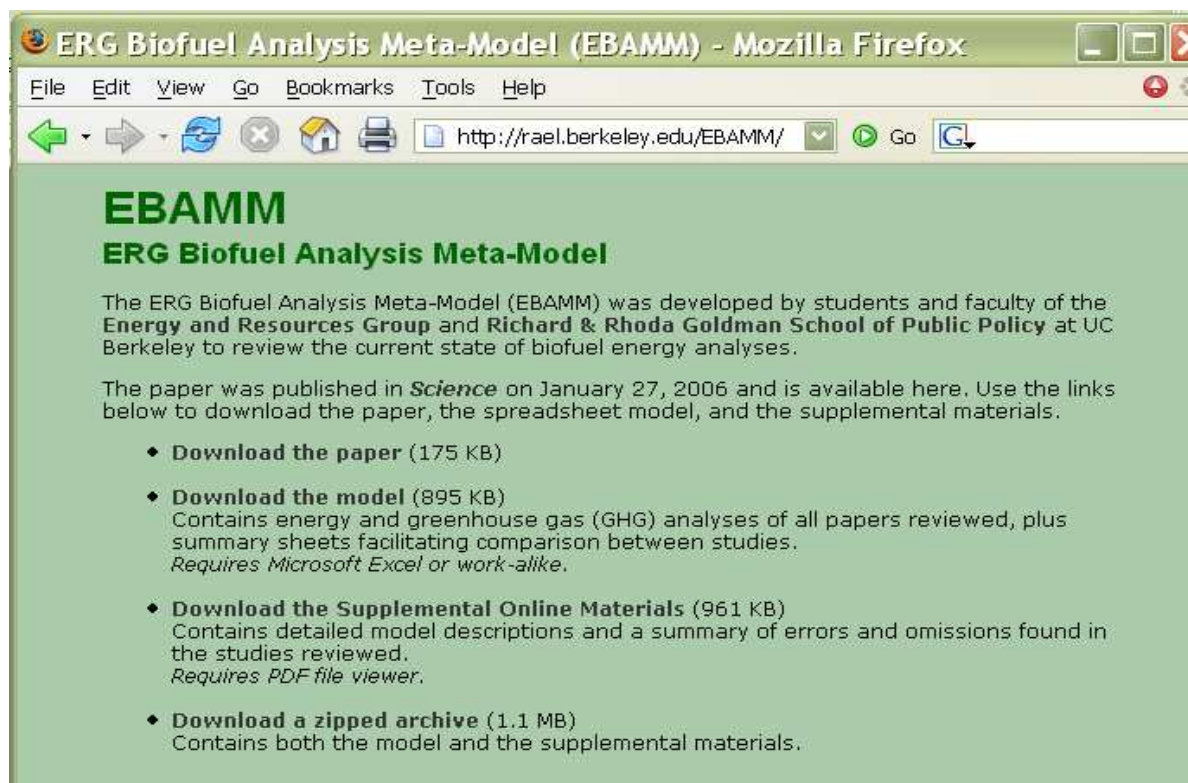 ERG Biofuel Analysis Meta-Model (EBAMM) - Mozilla Firefox
File Edit View Go Bookmarks Tools Help
http://rael.berkeley.edu/EBAMM/ Go G
EBAMM
ERG Biofuel Analysis Meta-Model
The ERG Biofuel Analysis Meta-Model (EBAMM) was developed by students and faculty of the
Energy and Resources Group and Richard & Rhoda Goldman School of Public Policy at UC
Berkeley to review the current state of biofuel energy analyses.
The paper was published in Science on January 27, 2006 and is available here. Use the links
below to download the paper, the spreadsheet model, and the supplemental materials.
• Download the paper (175 KB)
• Download the model (895 KB)
Contains energy and greenhouse gas (GHG) analyses of all papers reviewed, plus
summary sheets facilitating comparison between studies.
Requires Microsoft Excel or work-alike.
• Download the Supplemental Online Materials (961 KB)
Contains detailed model descriptions and a summary of errors and omissions found in
the studies reviewed.
Requires PDF file viewer.
• Download a zipped archive (1.1 MB)
Contains both the model and the supplemental materials.